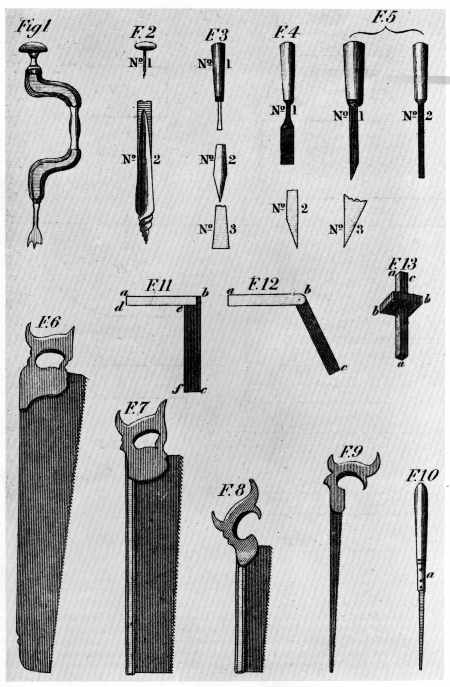 Fig 1
F.2
F.3
F.4
F.5
Nº 1
Nº 1
Nº 1
Nº 1
Nº 2
Nº 2
Nº 2
Nº 3
Nº 2
Nº 3
F.11
a b
d e
f c
F.12
a b
c
F.13
a c
b b
a
F.6
F.7
F.8
F.9
F.10
a